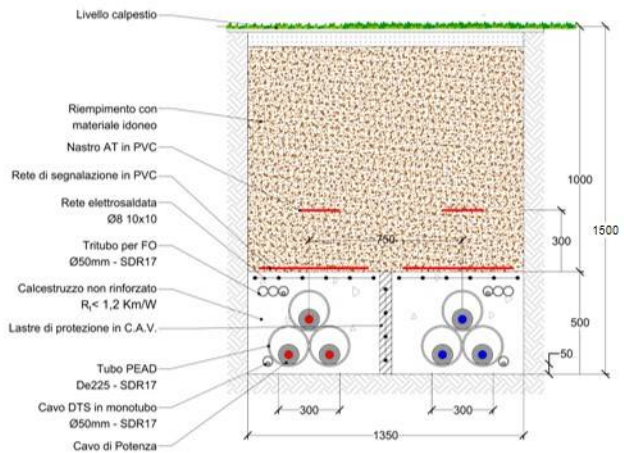 Livello calpestio
Riempimento con
materiale idoneo
Nastro AT in PVC
Rete di segnalazione in PVC
Rete elettrosaldata
Ø8 10x10
Tritubo per FO
Ø50mm - SDR17
Calcestruzzo non rinforzato
Rₜ< 1,2 Km/W
Lastre di protezione in C.A.V.
Tubo PEAD
De225 - SDR17
Cavo DTS in monotubo
Ø50mm - SDR17
Cavo di Potenza
750
300
1000
1500
500
50
300
300
1350